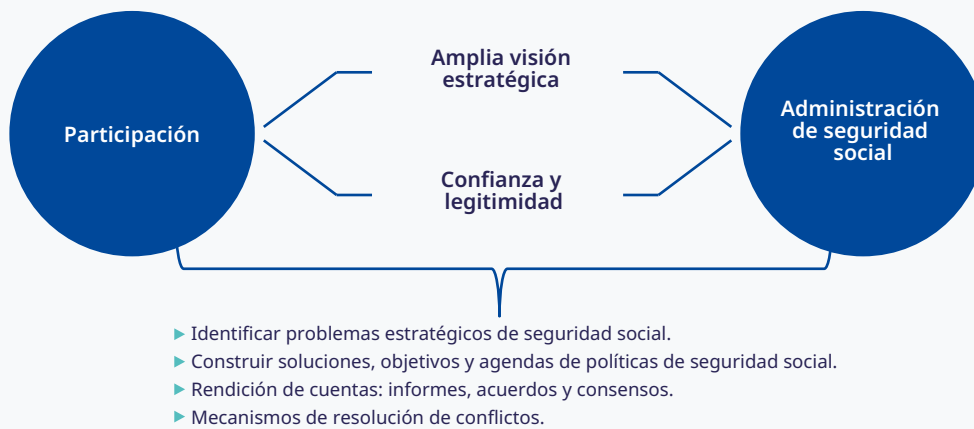 Amplia visión
estratégica
Participación
Administración
de seguridad
social
Confianza y
legitimidad
► Identificar problemas estratégicos de seguridad social.
► Construir soluciones, objetivos y agendas de políticas de seguridad social.
► Rendición de cuentas: informes, acuerdos y consensos.
► Mecanismos de resolución de conflictos.